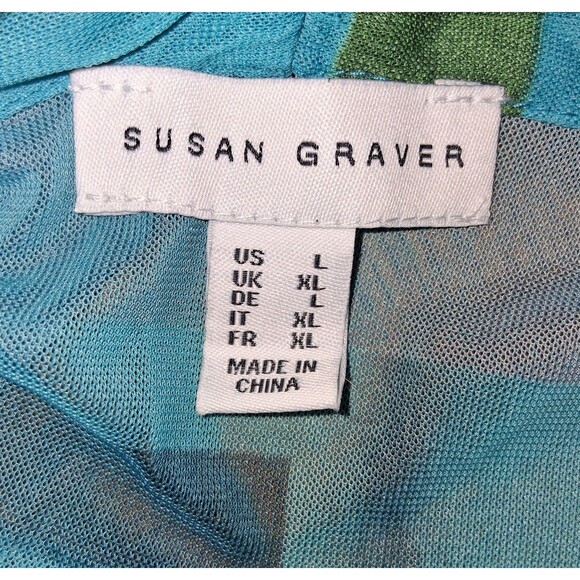 SUSAN GRAVER
US L
UK XL
DE L
IT XL
FR XL
MADE IN
CHINA